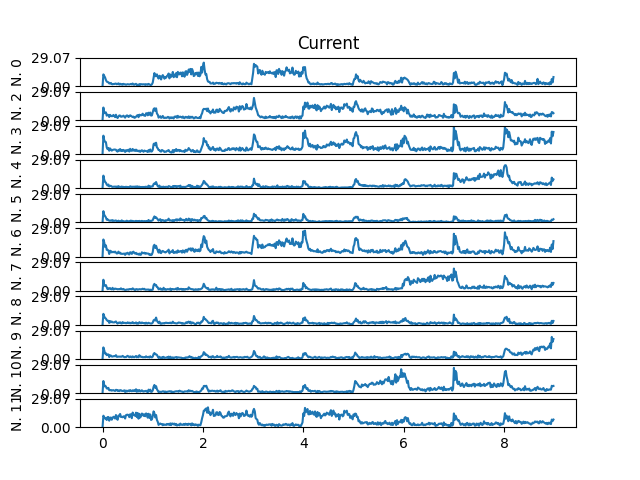 Current
29.07
N. 0
0.00
29.07
N. 2
0.00
29.07
N. 3
0.00
29.07
N. 4
0.00
29.07
N. 5
0.00
29.07
N. 6
0.00
29.07
N. 7
0.00
29.07
N. 8
0.00
29.07
N. 9
0.00
29.07
N. 10
0.00
29.07
N. 11
0.00
0 2 4 6 8